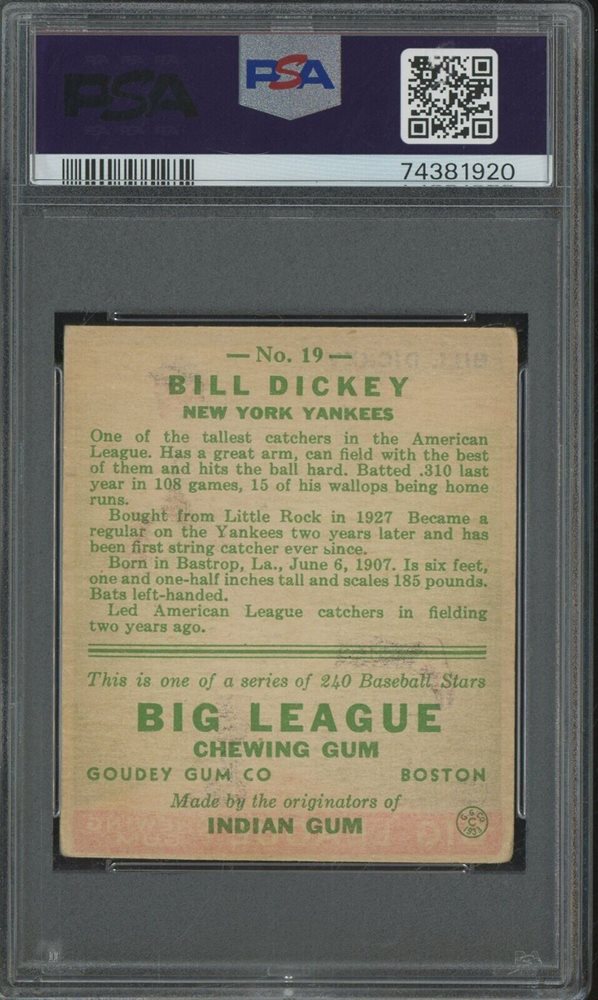 PSA
PSA
74381920
— No. 19 —
BILL DICKEY
NEW YORK YANKEES
One of the tallest catchers in the American
League. Has a great arm, can field with the best
of them and hits the ball hard. Batted .310 last
year in 108 games, 15 of his wallops being home
runs.
Bought from Little Rock in 1927 Became a
regular on the Yankees two years later and has
been first string catcher ever since.
Born in Bastrop, La., June 6, 1907. Is six feet,
one and one-half inches tall and scales 185 pounds.
Bats left-handed.
Led American League catchers in fielding
two years ago.
This is one of a series of 240 Baseball Stars
BIG LEAGUE
CHEWING GUM
GOUDEY GUM CO BOSTON
Made by the originators of
INDIAN GUM